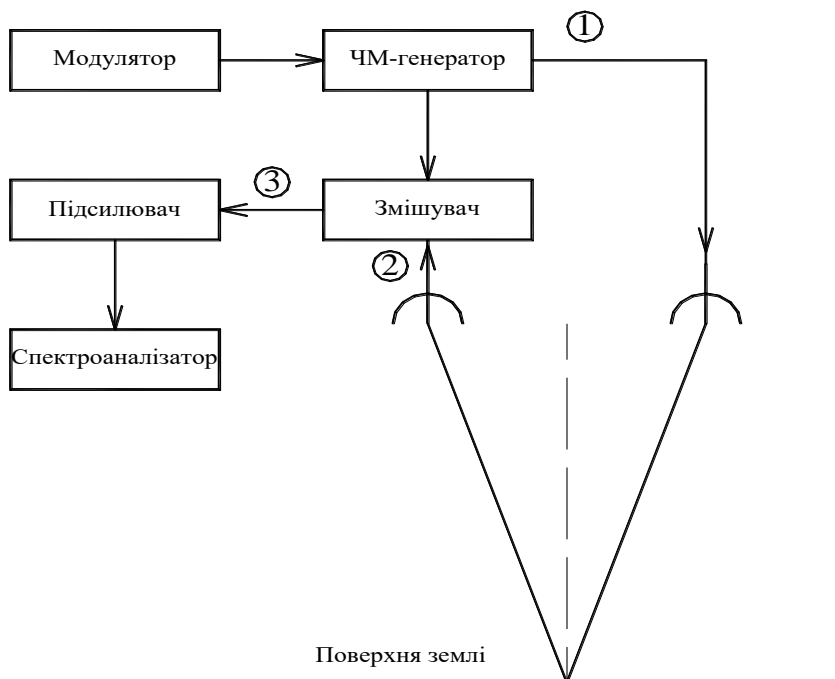 Модулятор
ЧМ-генератор
1
Підсилювач
3
Змішувач
2
Спектроаналізатор
Поверхня землі